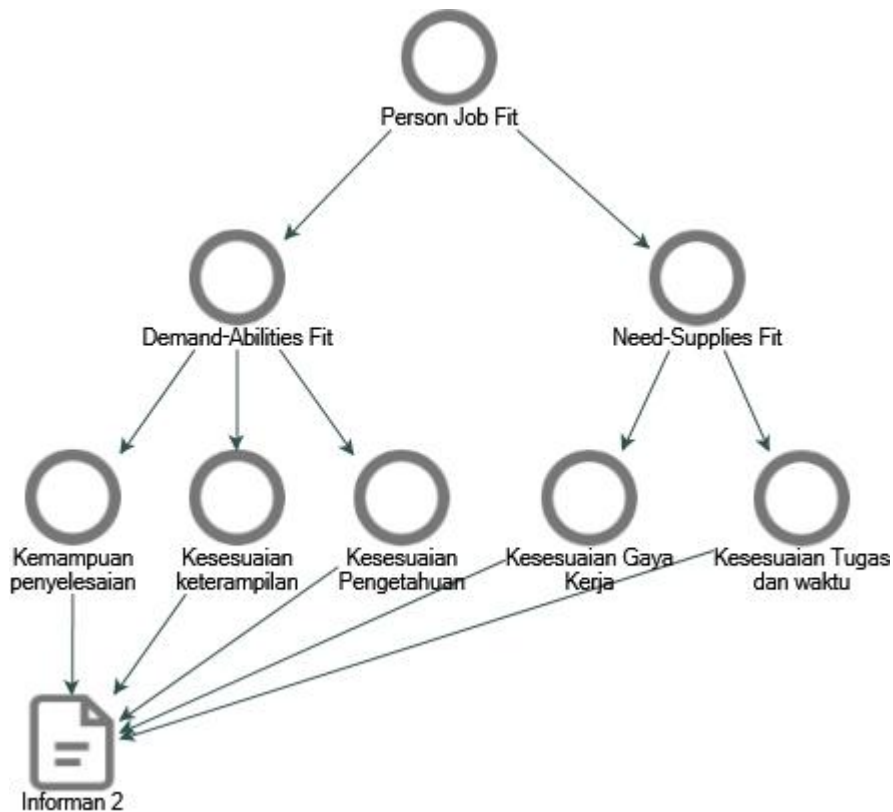 Person Job Fit
Demand-Abilities Fit
Need-Supplies Fit
Kemampuan
penyelesaian
Kesesuaian
keterampilan
Kesesuaian
Pengetahuan
Kesesuaian Gaya
Kerja
Kesesuaian Tugas
dan waktu
Informan 2